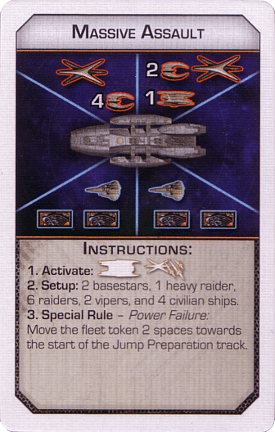 MASSIVE ASSAULT
2
4 1
INSTRUCTIONS:
1. Activate:
2. Setup: 2 basestars, 1 heavy raider,
6 raiders, 2 vipers, and 4 civilian ships.
3. Special Rule – Power Failure:
Move the fleet token 2 spaces towards
the start of the Jump Preparation track.